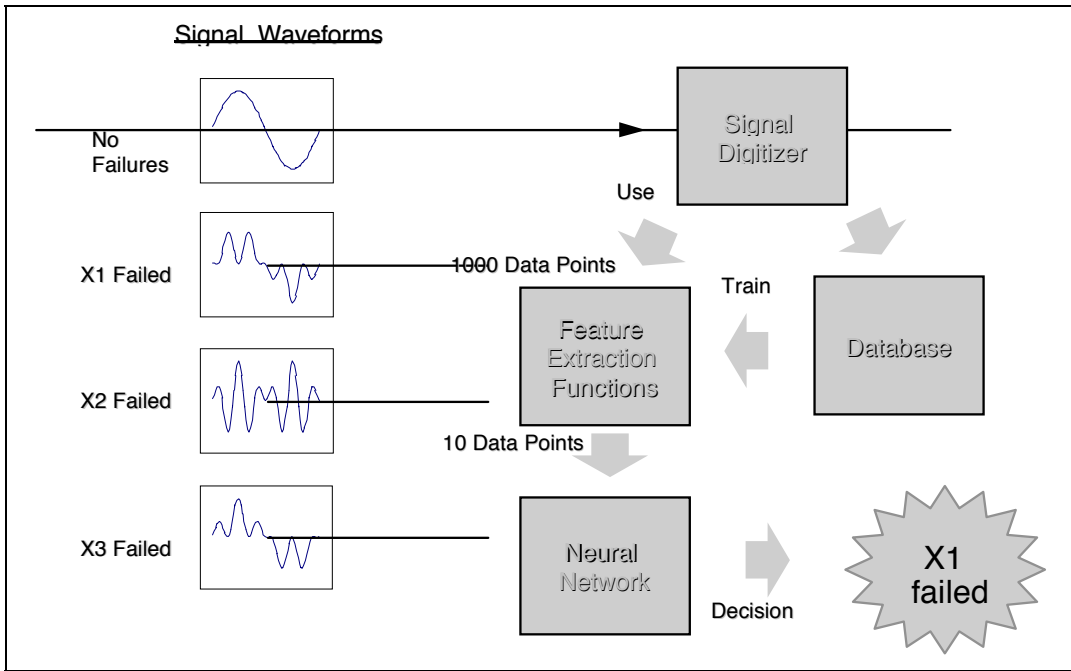 Signal Waveforms
No
Failures
Signal
Digitizer
Use
X1 Failed
1000 Data Points
Train
Feature
Extraction
Functions
Database
X2 Failed
10 Data Points
X3 Failed
Neural
Network
Decision
X1
failed